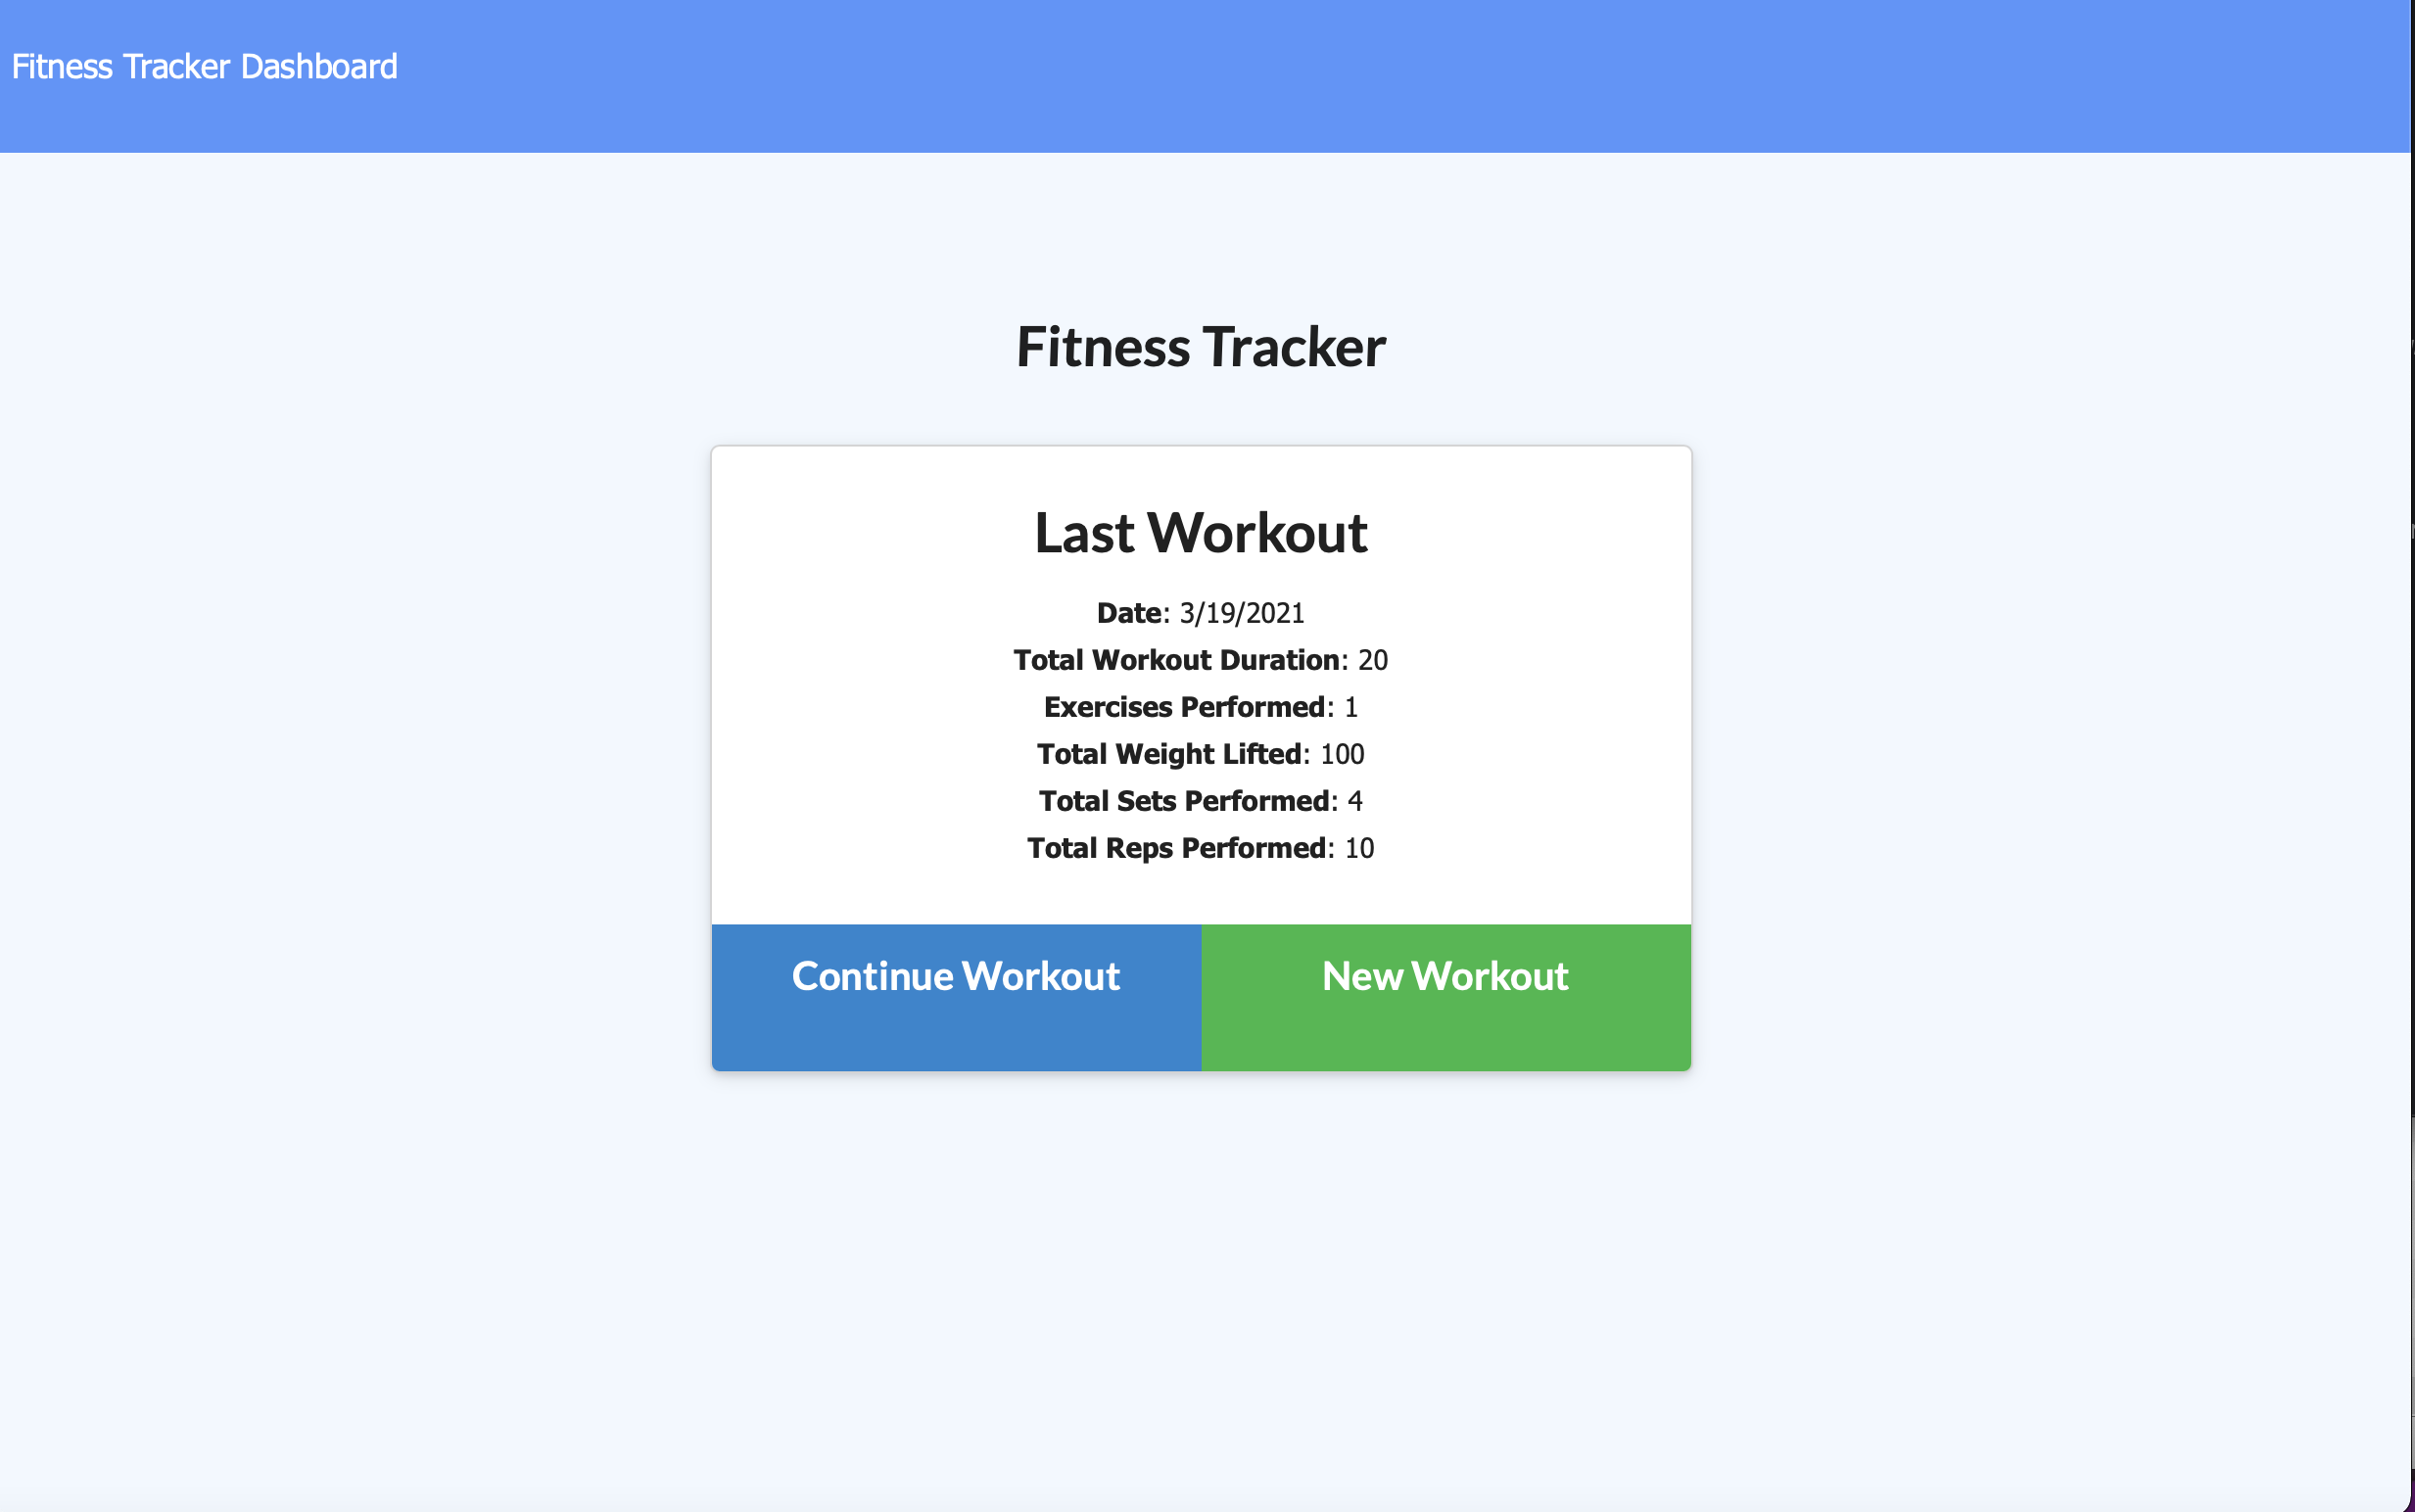 Fitness Tracker Dashboard
Fitness Tracker
Last Workout
Date: 3/19/2021
Total Workout Duration: 20
Exercises Performed: 1
Total Weight Lifted: 100
Total Sets Performed: 4
Total Reps Performed: 10
Continue Workout New Workout